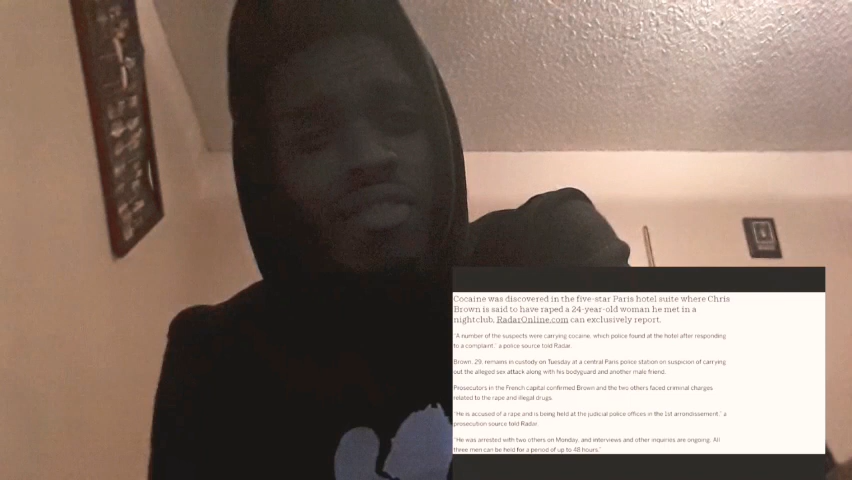 Cocaine was discovered in the five-star Paris hotel suite where Chris
Brown is said to have raped a 24-year-old woman he met in a
nightclub, RadarOnline.com can exclusively report.
"A number of the suspects were carrying cocaine, which police found at the hotel after responding
to a complaint," a police source told Radar.
Brown, 29, remains in custody on Tuesday at a central Paris police station on suspicion of carrying
out the alleged sex attack along with his bodyguard and another male friend.
Prosecutors in the French capital confirmed Brown and the two others faced criminal charges
related to the rape and illegal drugs.
"He is accused of a rape and is being held at the judicial police offices in the 1st arrondissement," a
prosecution source told Radar.
"He was arrested with two others on Monday, and interviews and other inquiries are ongoing. All
three men can be held for a period of up to 48 hours."